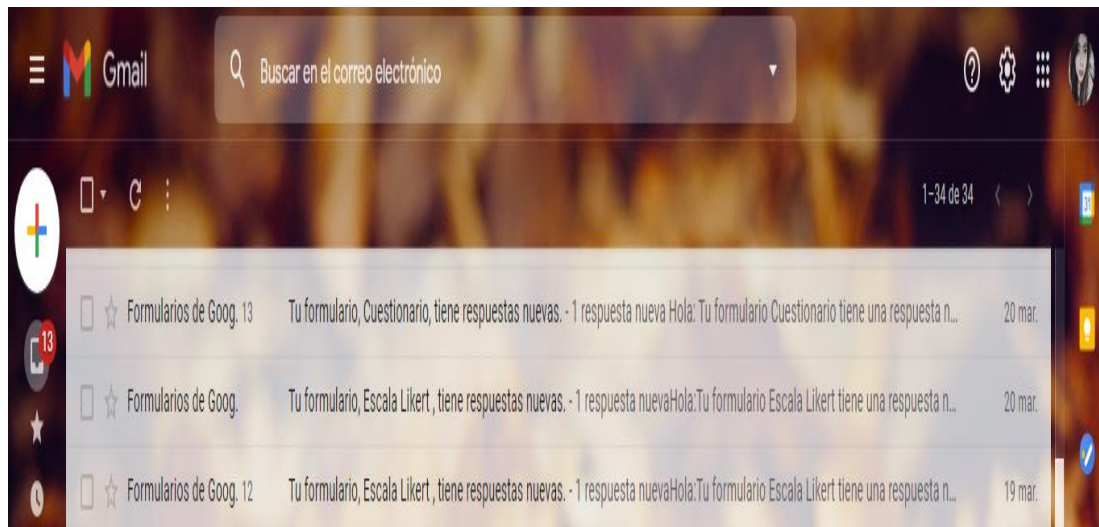 Gmail
Buscar en el correo electrónico
1-34 de 34
31
Formularios de Goog. 13 Tu formulario, Cuestionario, tiene respuestas nuevas. - 1 respuesta nueva Hola: Tu formulario Cuestionario tiene una respuesta n... 20 mar.
13
Formularios de Goog. Tu formulario, Escala Likert , tiene respuestas nuevas. - 1 respuesta nuevaHola:Tu formulario Escala Likert tiene una respuesta n... 20 mar.
Formularios de Goog. 12 Tu formulario, Escala Likert , tiene respuestas nuevas. - 1 respuesta nuevaHola:Tu formulario Escala Likert tiene una respuesta n... 19 mar.